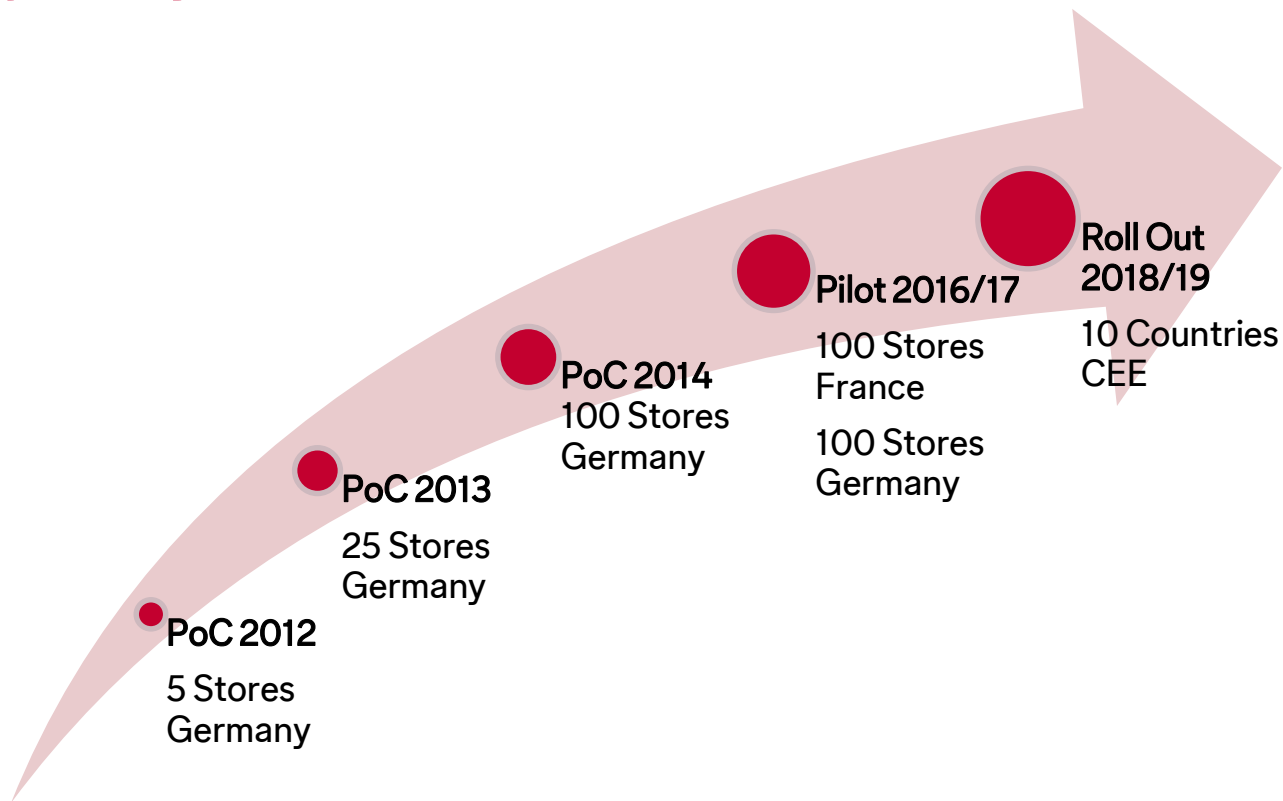 PoC 2012
5 Stores
Germany
PoC 2013
25 Stores
Germany
PoC 2014
100 Stores
Germany
Pilot 2016/17
100 Stores
France
100 Stores
Germany
Roll Out
2018/19
10 Countries
CEE